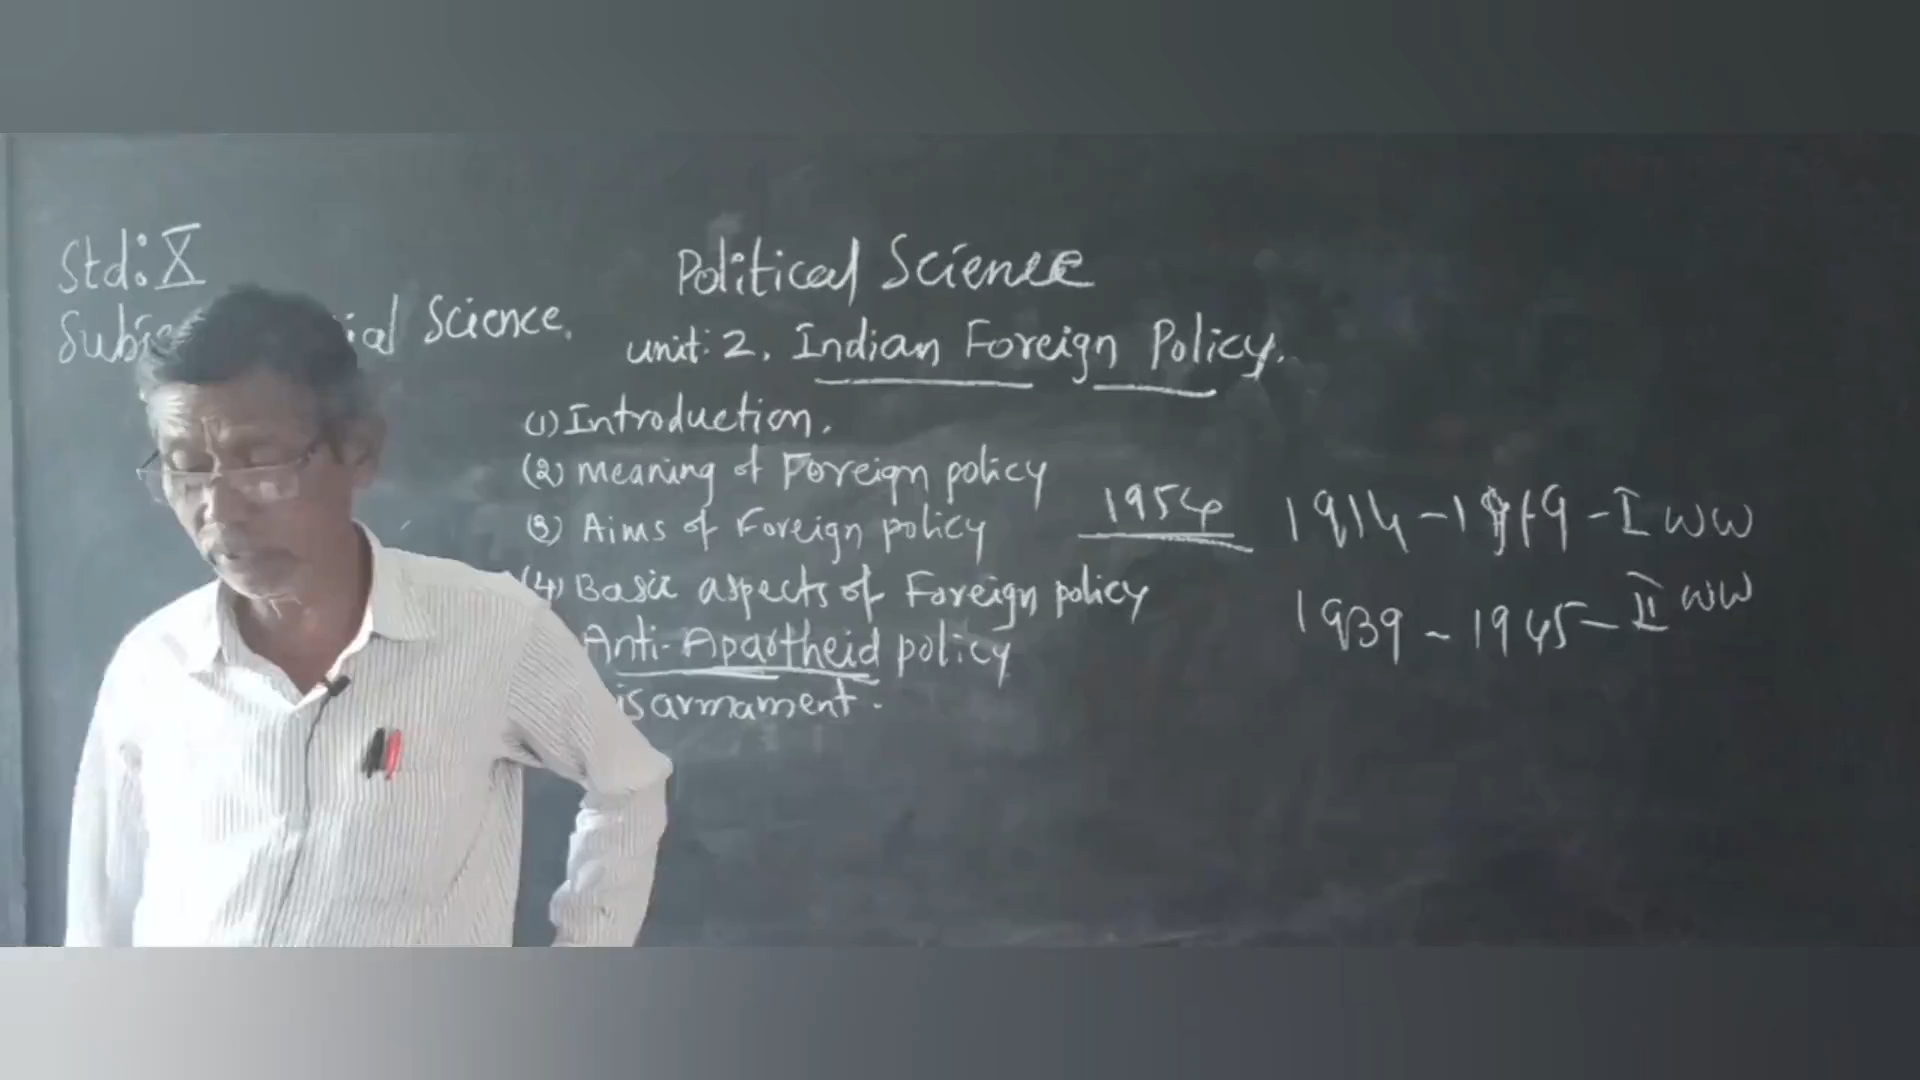 Std: X
Science.
Political Science
unit: 2. Indian Foreign Policy.
(1) Introduction.
(2) Meaning of Foreign policy
(3) Aims of Foreign policy
(4) Basic aspects of Foreign policy
Anti-Apartheid policy
isarmament.
1954
1914 - 1919 - I WW
1939 - 1945 - II WW